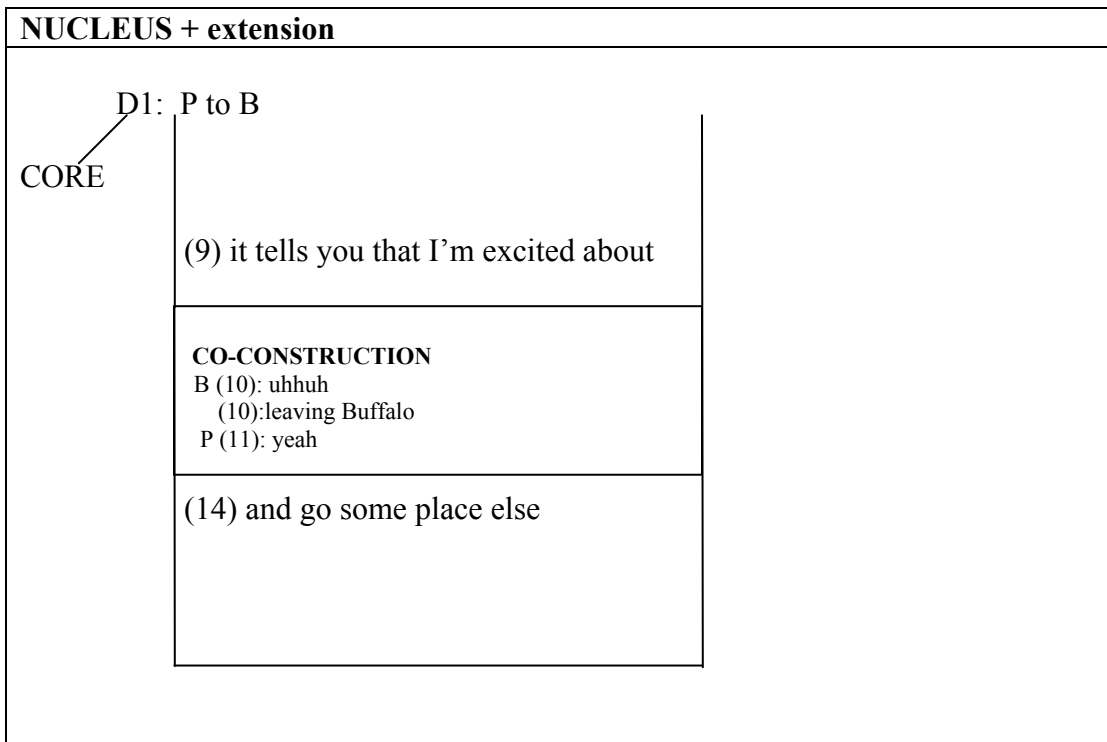 NUCLEUS + extension
D1: P to B
CORE
(9) it tells you that I’m excited about
CO-CONSTRUCTION
B (10): uhhuh
(10):leaving Buffalo
P (11): yeah
(14) and go some place else